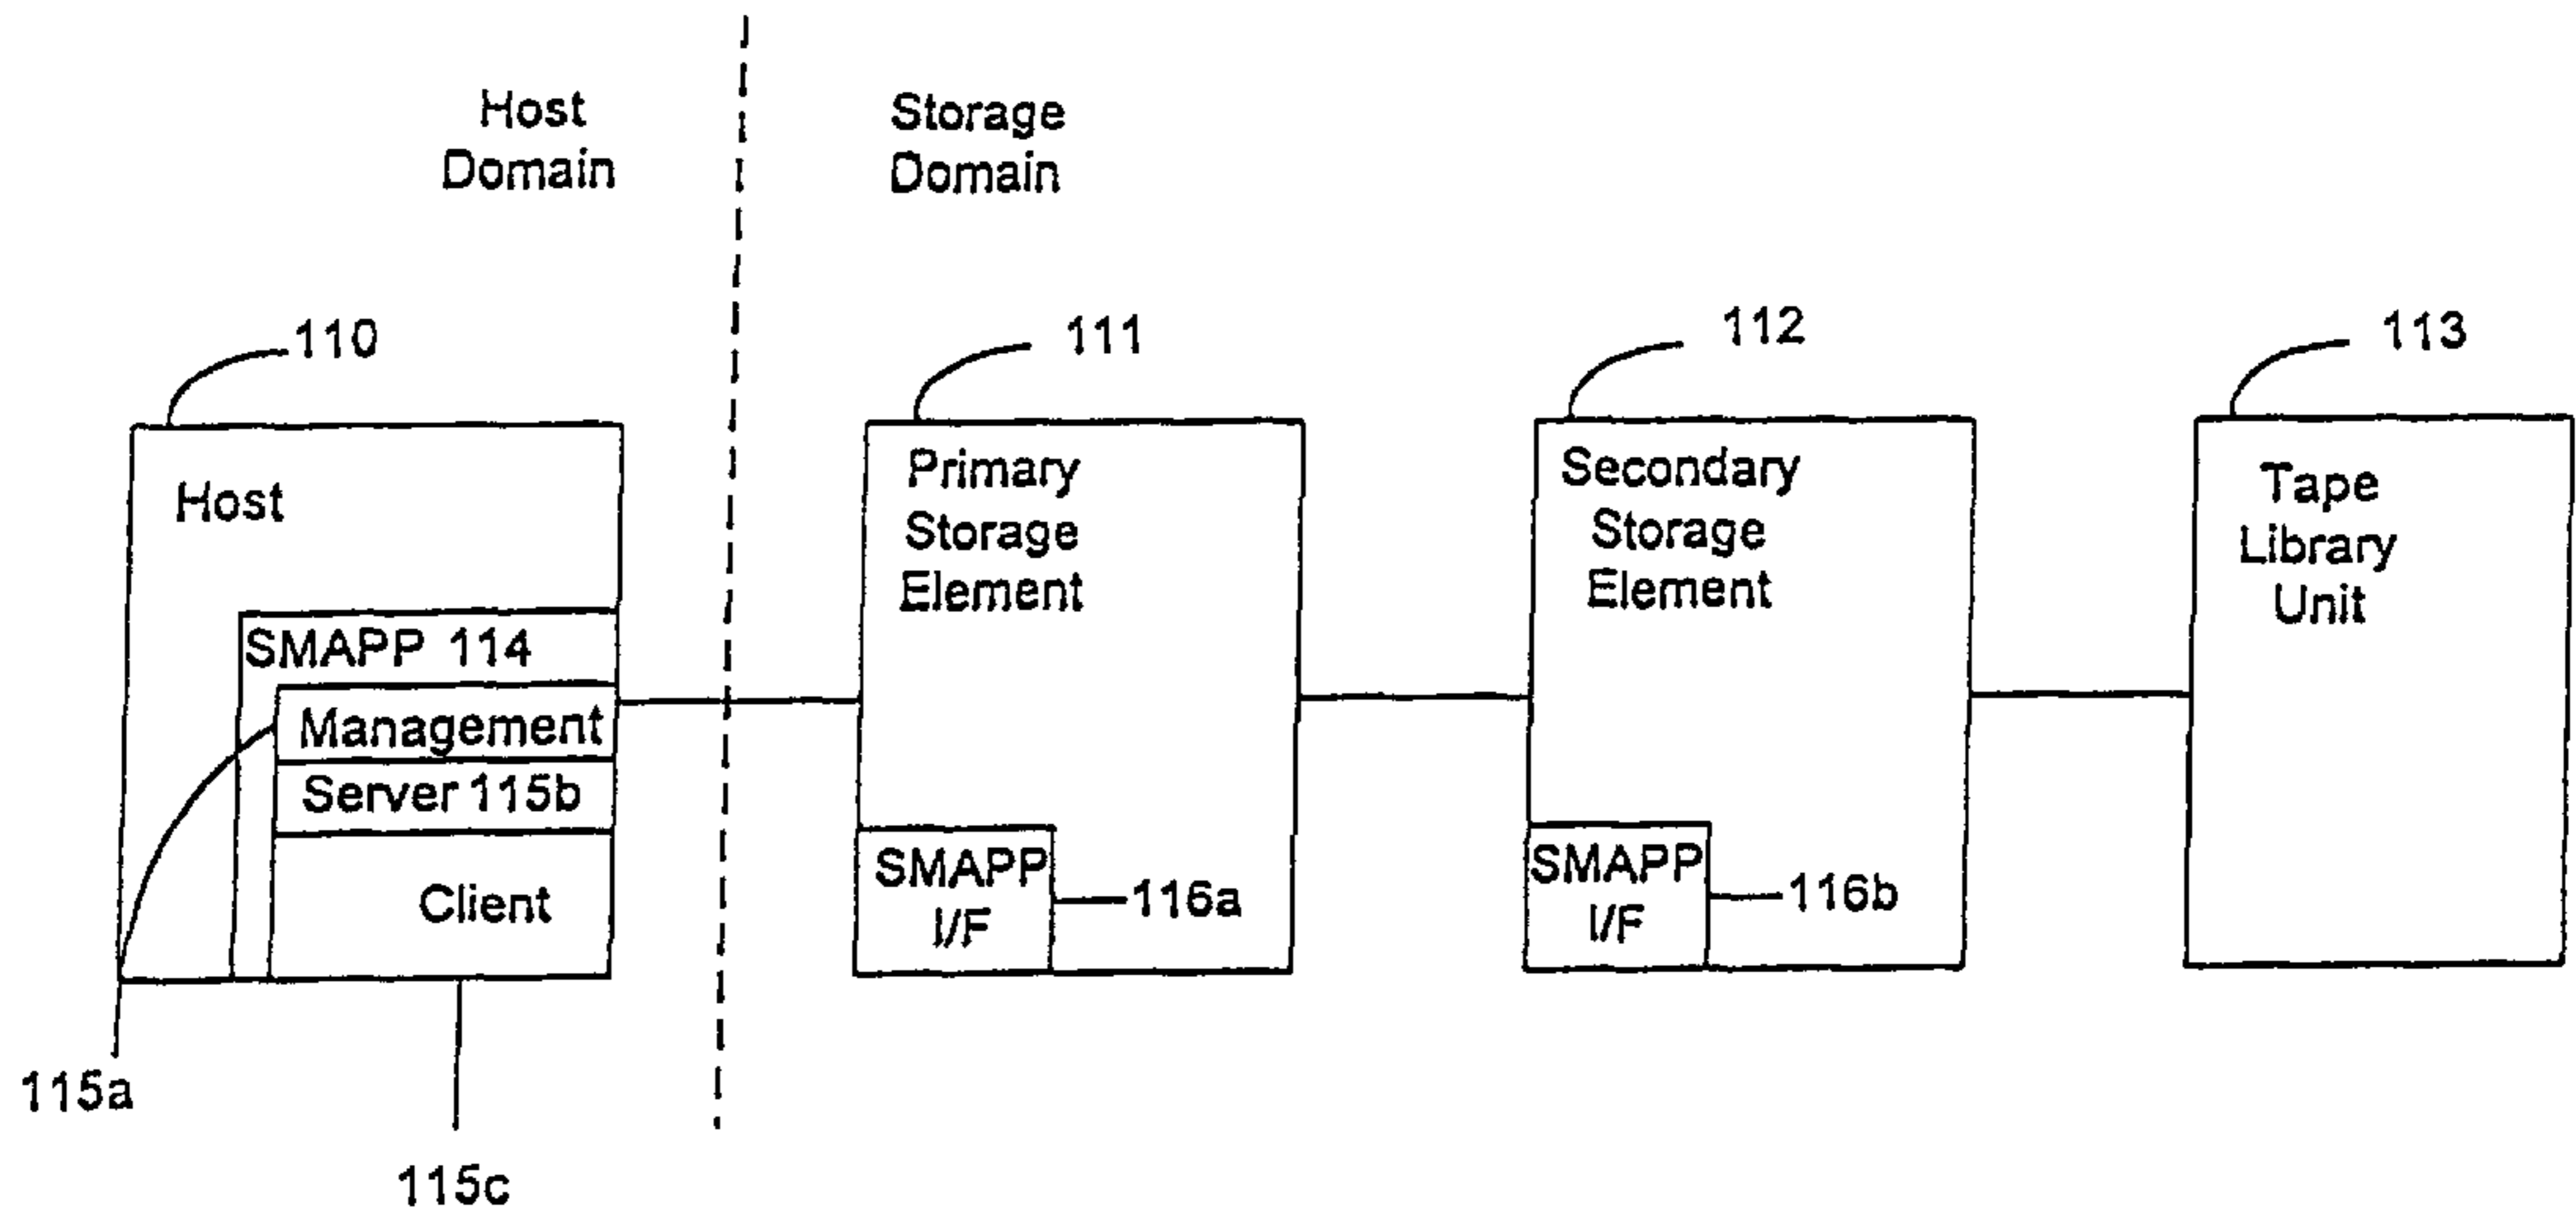 Host
Domain
Storage
Domain
110
111
112
113
Host
SMAPP 114
Management
Server 115b
Client
115a
115c
Primary
Storage
Element
SMAPP
I/F
116a
Secondary
Storage
Element
SMAPP
I/F
116b
Tape
Library
Unit